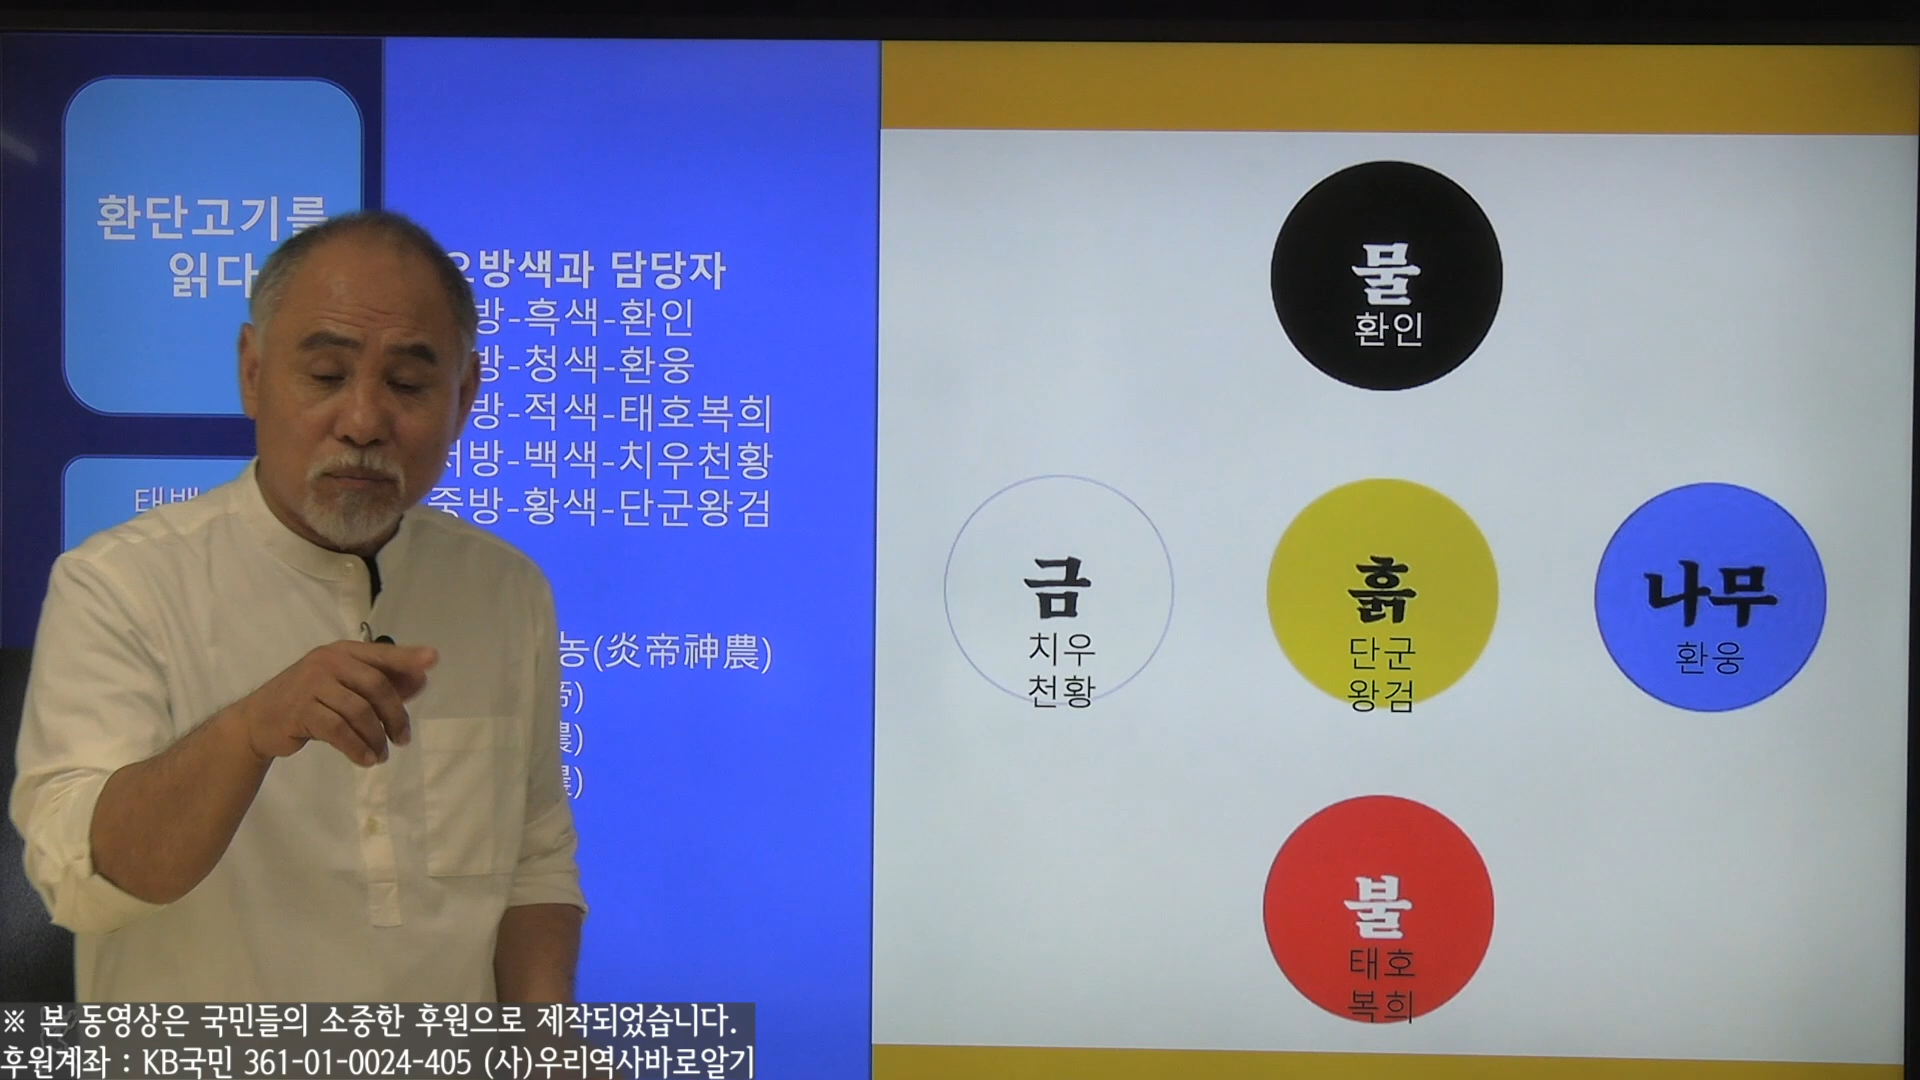 환단고기를
읽다
오방색과 담당자
방-흑색-환인
방-청색-환웅
방-적색-태호복희
서방-백색-치우천황
중방-황색-단군왕검
농(炎帝神農)
帝)
農)
물
환인
금
치우
천황
흙
단군
왕검
나무
환웅
불
태호
복희
※ 본 동영상은 국민들의 소중한 후원으로 제작되었습니다.
후원계좌 : KB국민 361-01-0024-405 (사)우리역사바로알기